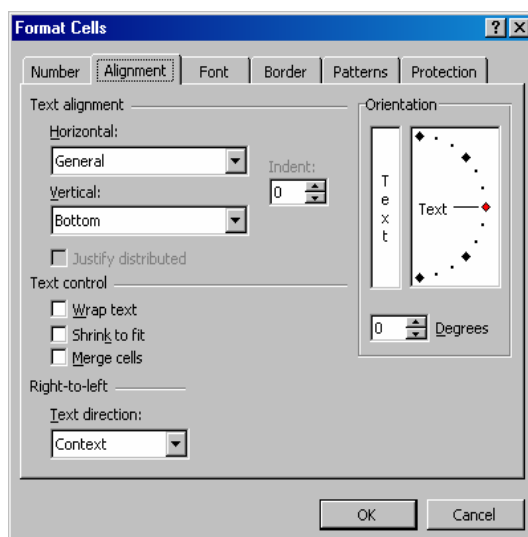 Format Cells
Number Alignment Font Border Patterns Protection
Text alignment
Horizontal:
General
Indent:
0
Vertical:
Bottom
Justify distributed
Text control
Wrap text
Shrink to fit
Merge cells
Right-to-left
Text direction:
Context
Orientation
Text
Text
0 Degrees
OK Cancel